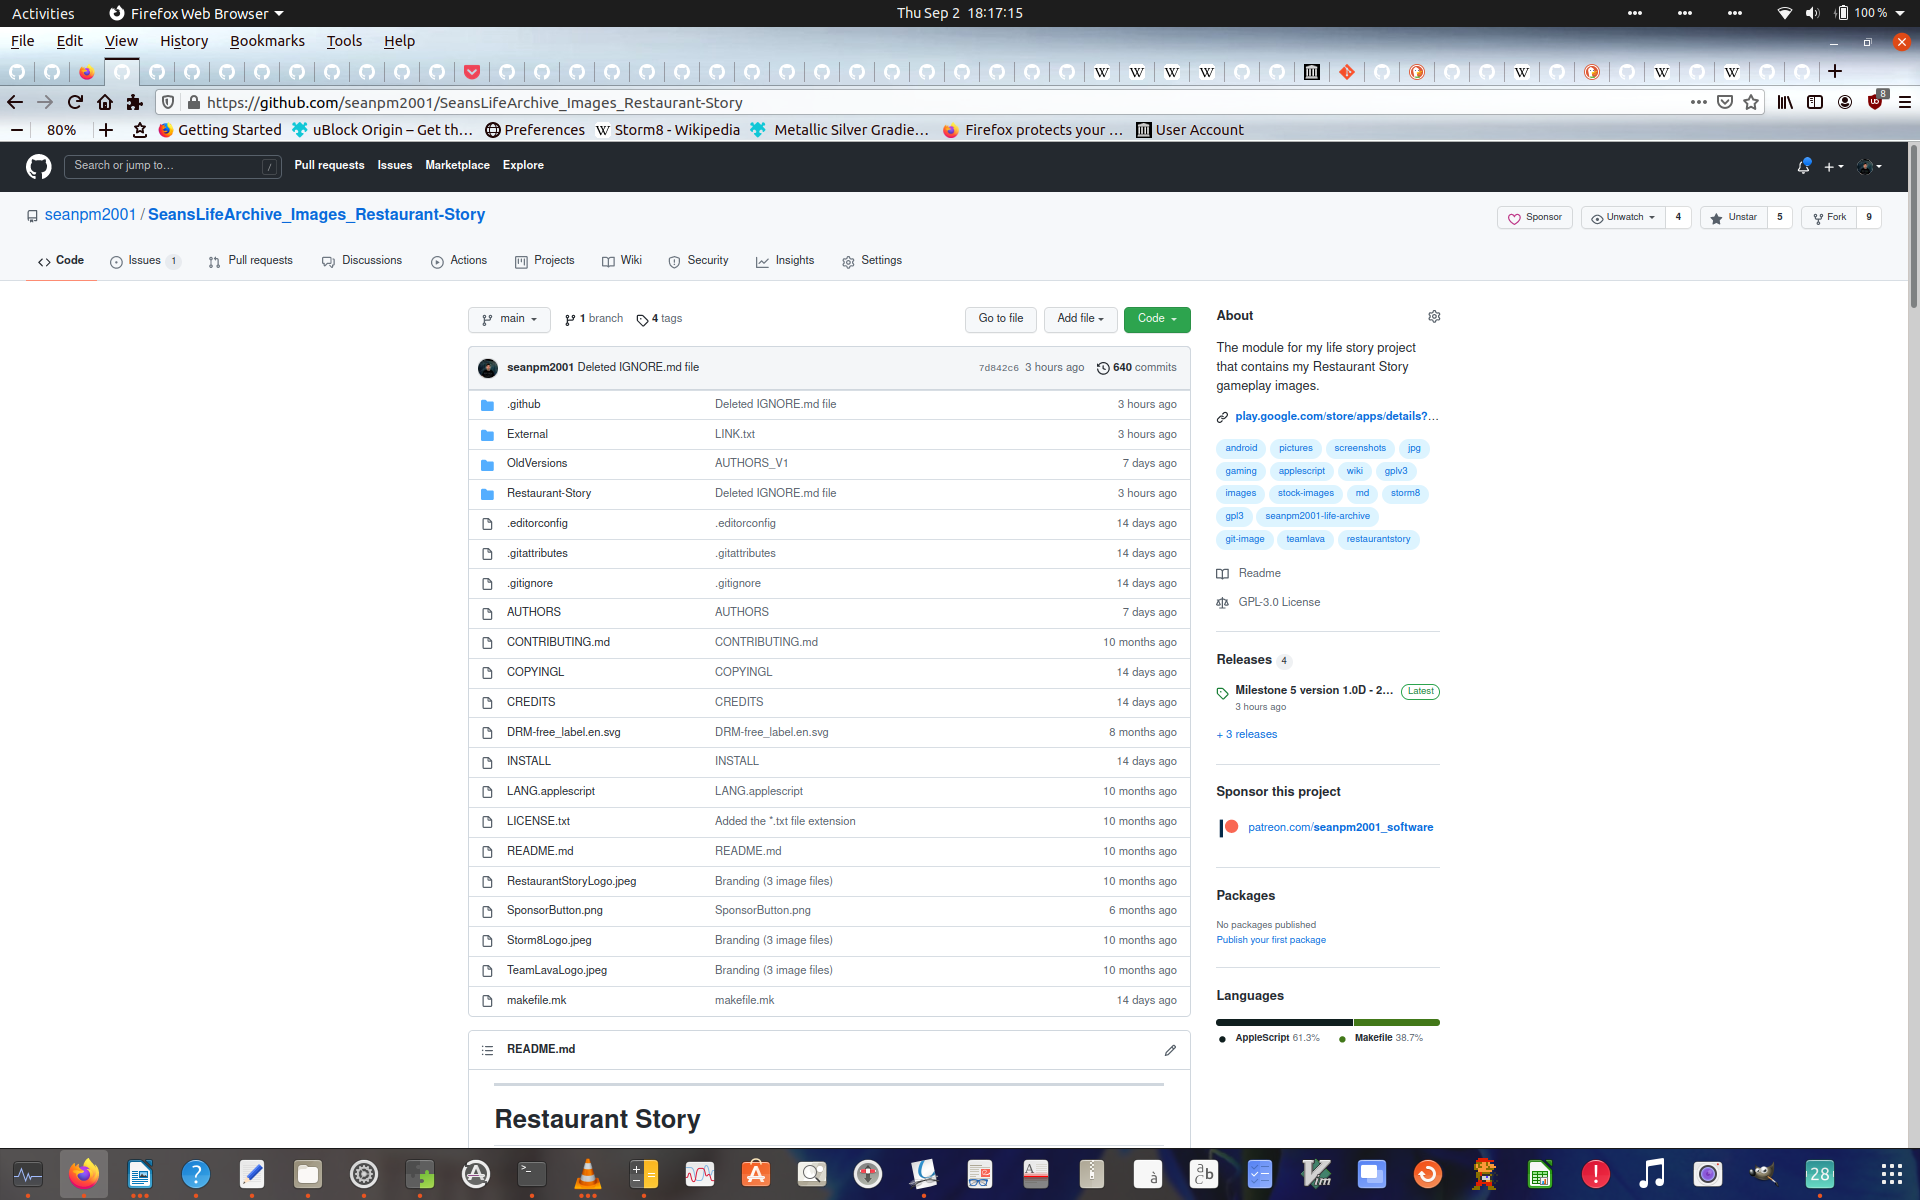 Activities
Firefox Web Browser
Thu Sep 2 18:17:15
100 %
File Edit View History Bookmarks Tools Help
https://github.com/seanpm2001/SeansLifeArchive_Images_Restaurant-Story
8
80%
Getting Started
uBlock Origin – Get th…
Preferences
Storm8 - Wikipedia
Metallic Silver Gradie…
Firefox protects your …
User Account
Search or jump to… /
Pull requests Issues Marketplace Explore
seanpm2001 / SeansLifeArchive_Images_Restaurant-Story
Sponsor
Unwatch 4
Unstar 5
Fork 9
Code
Issues 1
Pull requests
Discussions
Actions
Projects
Wiki
Security
Insights
Settings
main
1 branch
4 tags
Go to file
Add file
Code
seanpm2001 Deleted IGNORE.md file 7d842c6 3 hours ago 640 commits
.github Deleted IGNORE.md file 3 hours ago
External LINK.txt 3 hours ago
OldVersions AUTHORS_V1 7 days ago
Restaurant-Story Deleted IGNORE.md file 3 hours ago
.editorconfig .editorconfig 14 days ago
.gitattributes .gitattributes 14 days ago
.gitignore .gitignore 14 days ago
AUTHORS AUTHORS 7 days ago
CONTRIBUTING.md CONTRIBUTING.md 10 months ago
COPYINGL COPYINGL 14 days ago
CREDITS CREDITS 14 days ago
DRM-free_label.en.svg DRM-free_label.en.svg 8 months ago
INSTALL INSTALL 14 days ago
LANG.applescript LANG.applescript 10 months ago
LICENSE.txt Added the *.txt file extension 10 months ago
README.md README.md 10 months ago
RestaurantStoryLogo.jpeg Branding (3 image files) 10 months ago
SponsorButton.png SponsorButton.png 6 months ago
Storm8Logo.jpeg Branding (3 image files) 10 months ago
TeamLavaLogo.jpeg Branding (3 image files) 10 months ago
makefile.mk makefile.mk 14 days ago
README.md
Restaurant Story
About
The module for my life story project
that contains my Restaurant Story
gameplay images.
play.google.com/store/apps/details?…
android pictures screenshots jpg
gaming applescript wiki gplv3
images stock-images md storm8
gpl3 seanpm2001-life-archive
git-image teamlava restaurantstory
Readme
GPL-3.0 License
Releases 4
Milestone 5 version 1.0D - 2… Latest
3 hours ago
+ 3 releases
Sponsor this project
patreon.com/seanpm2001_software
Packages
No packages published
Publish your first package
Languages
AppleScript 61.3% Makefile 38.7%
28